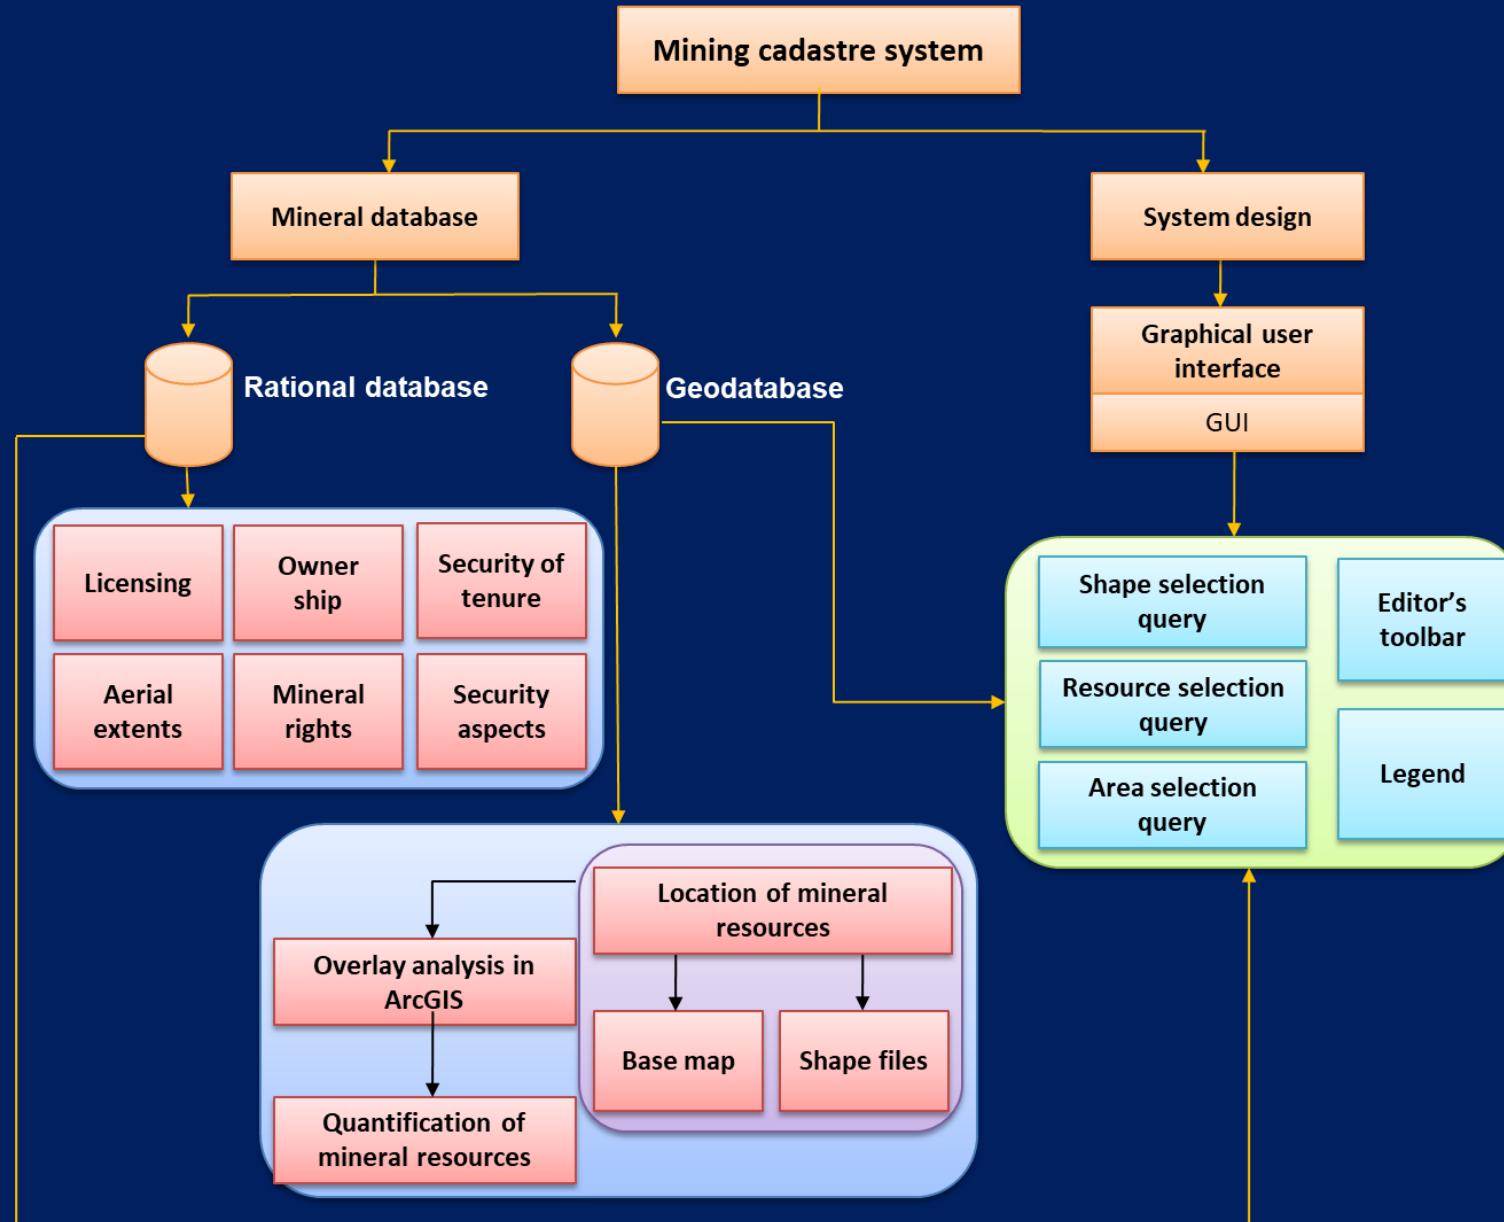 Mining cadastre system
Mineral database
System design
Graphical user
interface
GUI
Rational database
Geodatabase
Licensing
Owner
ship
Security of
tenure
Aerial
extents
Mineral
rights
Security
aspects
Shape selection
query
Editor's
toolbar
Resource selection
query
Area selection
query
Legend
Location of mineral
resources
Overlay analysis in
ArcGIS
Base map
Shape files
Quantification of
mineral resources